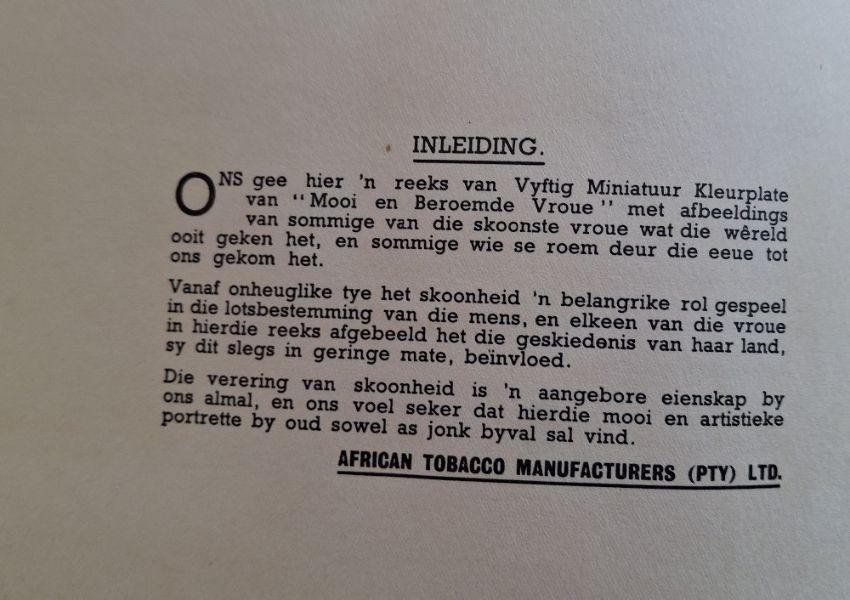 INLEIDING.
ONS gee hier 'n reeks van Vyftig Miniatuur Kleurplate
van "Mooi en Beroemde Vroue" met afbeeldings
van sommige van die skoonste vroue wat die wêreld
ooit geken het, en sommige wie se roem deur die eeue tot
ons gekom het.
Vanaf onheuglike tye het skoonheid 'n belangrike rol gespeel
in die lotsbestemming van die mens, en elkeen van die vroue
in hierdie reeks afgebeeld het die geskiedenis van haar land,
sy dit slegs in geringe mate, beïnvloed.
Die verering van skoonheid is 'n aangebore eienskap by
ons almal, en ons voel seker dat hierdie mooi en artistieke
portrette by oud sowel as jonk byval sal vind.
AFRICAN TOBACCO MANUFACTURERS (PTY) LTD.